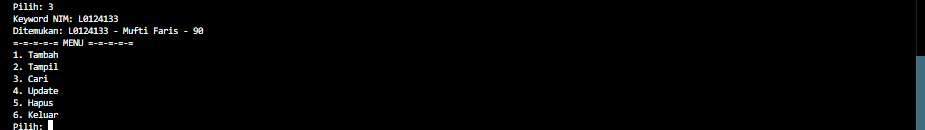 Pilih: 3
Keyword NIM: L0124133
Ditemukan: L0124133 - Mufti Faris - 90
=-=-=-=-= MENU =-=-=-=-=
1. Tambah
2. Tampil
3. Cari
4. Update
5. Hapus
6. Keluar
Pilih: